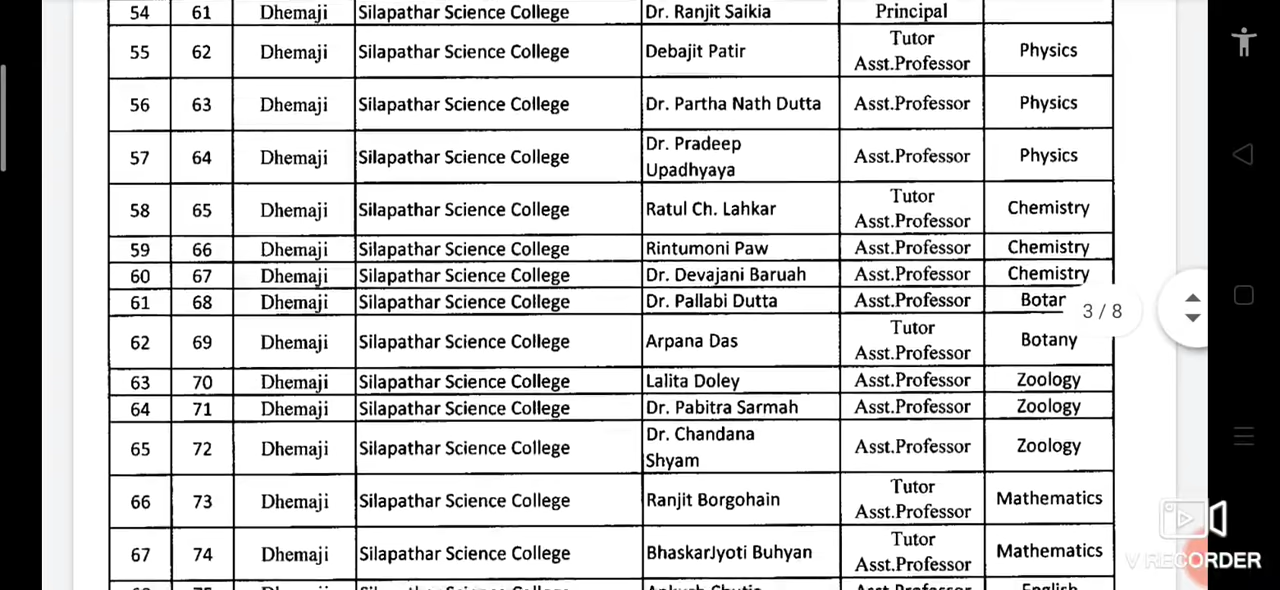 54 61 Dhemaji Silapathar Science College Dr. Ranjit Saikia Principal
55 62 Dhemaji Silapathar Science College Debajit Patir Tutor Asst.Professor Physics
56 63 Dhemaji Silapathar Science College Dr. Partha Nath Dutta Asst.Professor Physics
57 64 Dhemaji Silapathar Science College Dr. Pradeep Upadhyaya Asst.Professor Physics
58 65 Dhemaji Silapathar Science College Ratul Ch. Lahkar Tutor Asst.Professor Chemistry
59 66 Dhemaji Silapathar Science College Rintumoni Paw Asst.Professor Chemistry
60 67 Dhemaji Silapathar Science College Dr. Devajani Baruah Asst.Professor Chemistry
61 68 Dhemaji Silapathar Science College Dr. Pallabi Dutta Asst.Professor Botan
3 / 8
62 69 Dhemaji Silapathar Science College Arpana Das Tutor Asst.Professor Botany
63 70 Dhemaji Silapathar Science College Lalita Doley Asst.Professor Zoology
64 71 Dhemaji Silapathar Science College Dr. Pabitra Sarmah Asst.Professor Zoology
65 72 Dhemaji Silapathar Science College Dr. Chandana Shyam Asst.Professor Zoology
66 73 Dhemaji Silapathar Science College Ranjit Borgohain Tutor Asst.Professor Mathematics
67 74 Dhemaji Silapathar Science College BhaskarJyoti Buhyan Tutor Asst.Professor Mathematics
V RECORDER